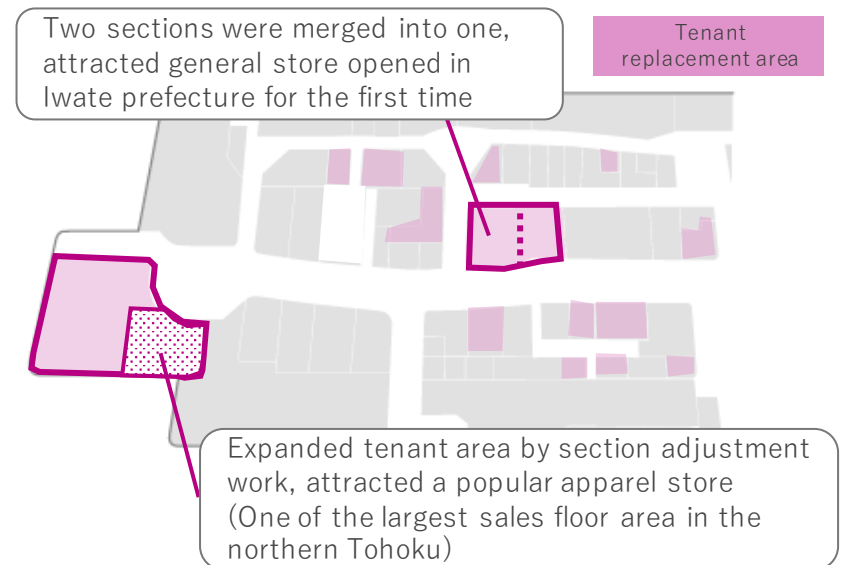 Two sections were merged into one,
attracted general store opened in
Iwate prefecture for the first time
Tenant
replacement area
Expanded tenant area by section adjustment
work, attracted a popular apparel store
(One of the largest sales floor area in the
northern Tohoku)